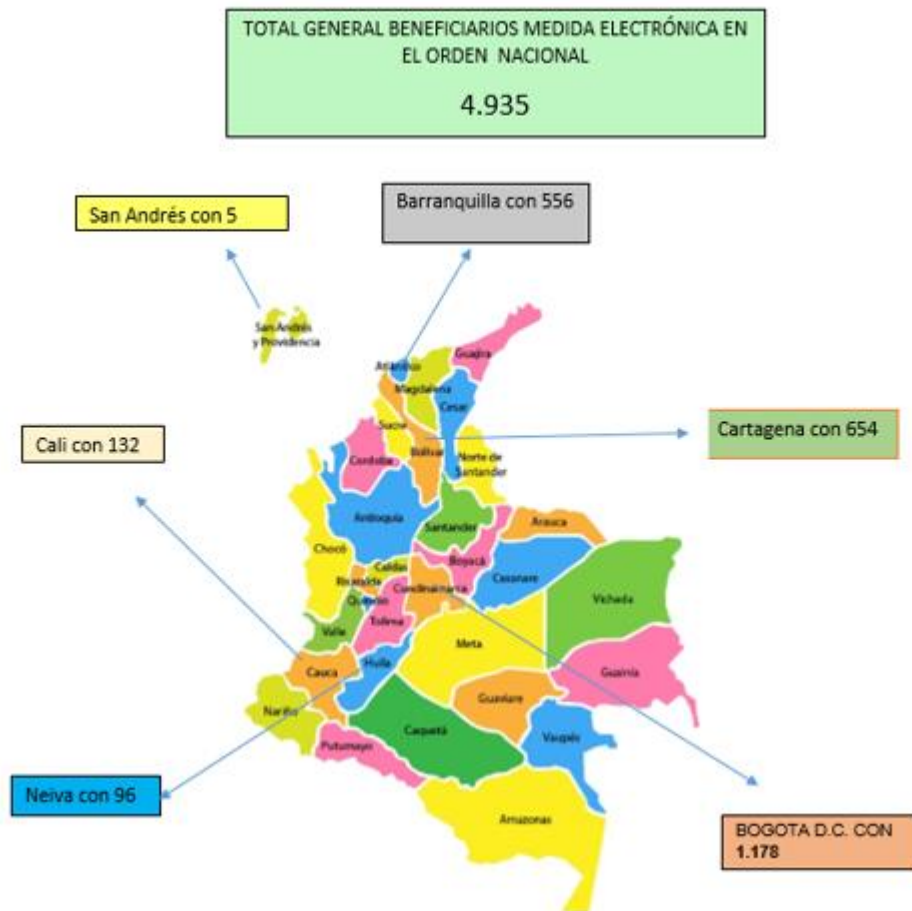 TOTAL GENERAL BENEFICIARIOS MEDIDA ELECTRÓNICA EN
EL ORDEN NACIONAL
4.935
San Andrés con 5
Barranquilla con 556
San Andrés
y Providencia
Guajira
Atlántico
Magdalena
Cesar
Sucre
Cali con 132
Cartagena con 654
Bolívar
Cordoba
Norte de
Santander
Antioquia
Santander
Arauca
Chocó
Boyacá
Caldas
Casanare
Risaralda
Cundinamarca
Vichada
Quindío
Tolima
Valle
Meta
Huila
Cauca
Guainía
Guaviare
Nariño
Caquetá
Vaupés
Putumayo
Neiva con 96
Amazonas
BOGOTA D.C. CON
1.178